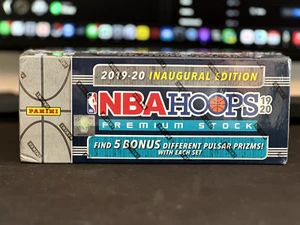 2019-20 INAUGURAL EDITION
PANINI
NBA HOOPS 19 20
PREMIUM STOCK
FIND 5 BONUS DIFFERENT PULSAR PRIZMS!
WITH EACH SET